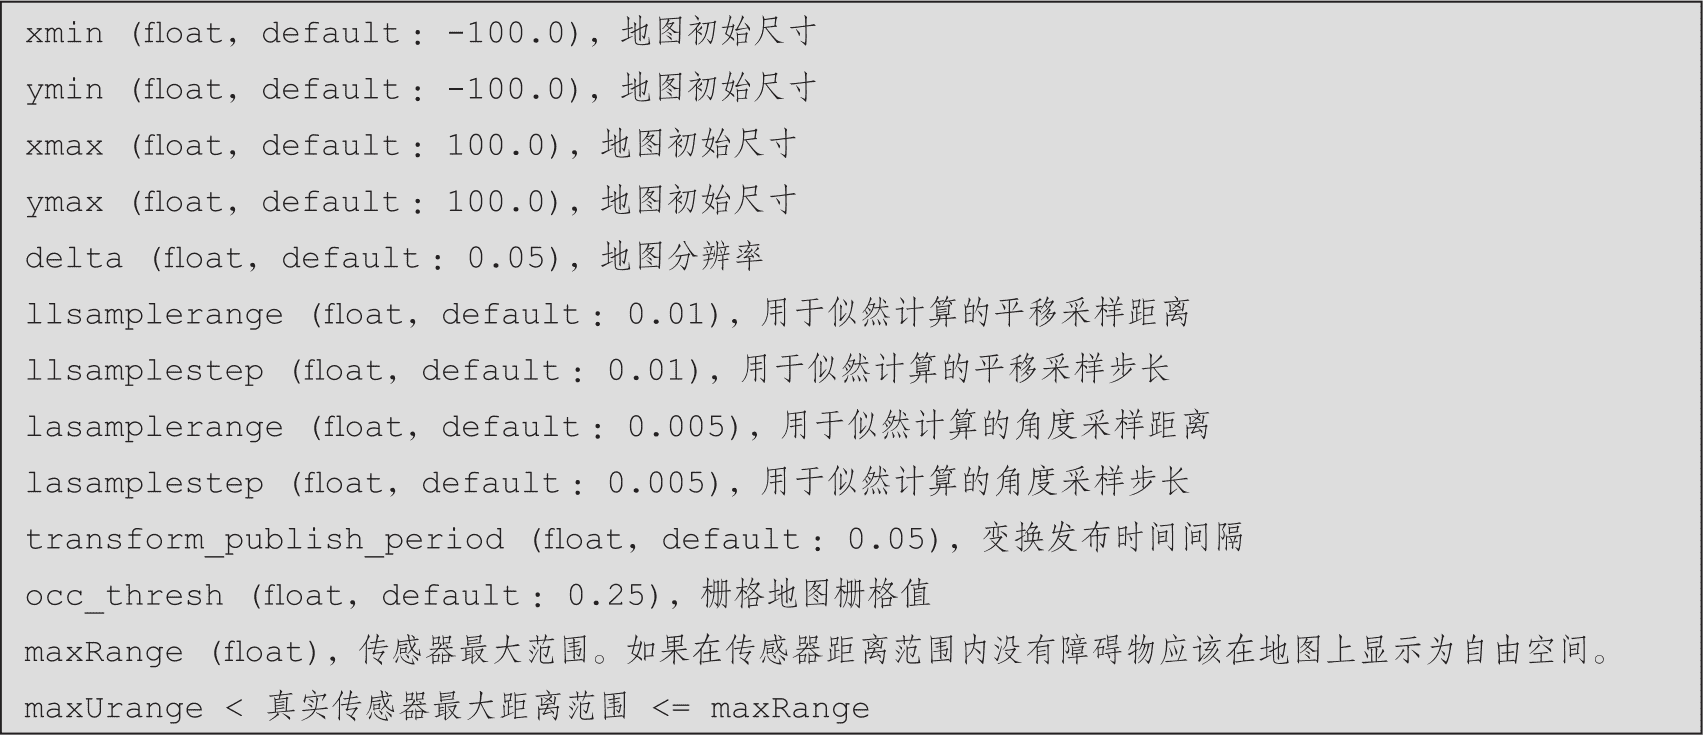 xmin (float, default: -100.0), 地图初始尺寸
ymin (float, default: -100.0), 地图初始尺寸
xmax (float, default: 100.0), 地图初始尺寸
ymax (float, default: 100.0), 地图初始尺寸
delta (float, default: 0.05), 地图分辨率
llsamplerange (float, default: 0.01), 用于似然计算的平移采样距离
llsamplestep (float, default: 0.01), 用于似然计算的平移采样步长
lasamplerange (float, default: 0.005), 用于似然计算的角度采样距离
lasamplestep (float, default: 0.005), 用于似然计算的角度采样步长
transform_publish_period (float, default: 0.05), 变换发布时间间隔
occ_thresh (float, default: 0.25), 栅格地图栅格值
maxRange (float), 传感器最大范围。如果在传感器距离范围内没有障碍物应该在地图上显示为自由空间。
maxUrange < 真实传感器最大距离范围 <= maxRange